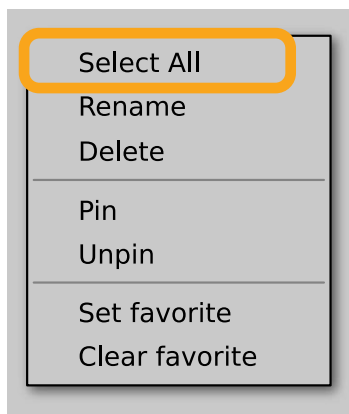 Select All
Rename
Delete
Pin
Unpin
Set favorite
Clear favorite